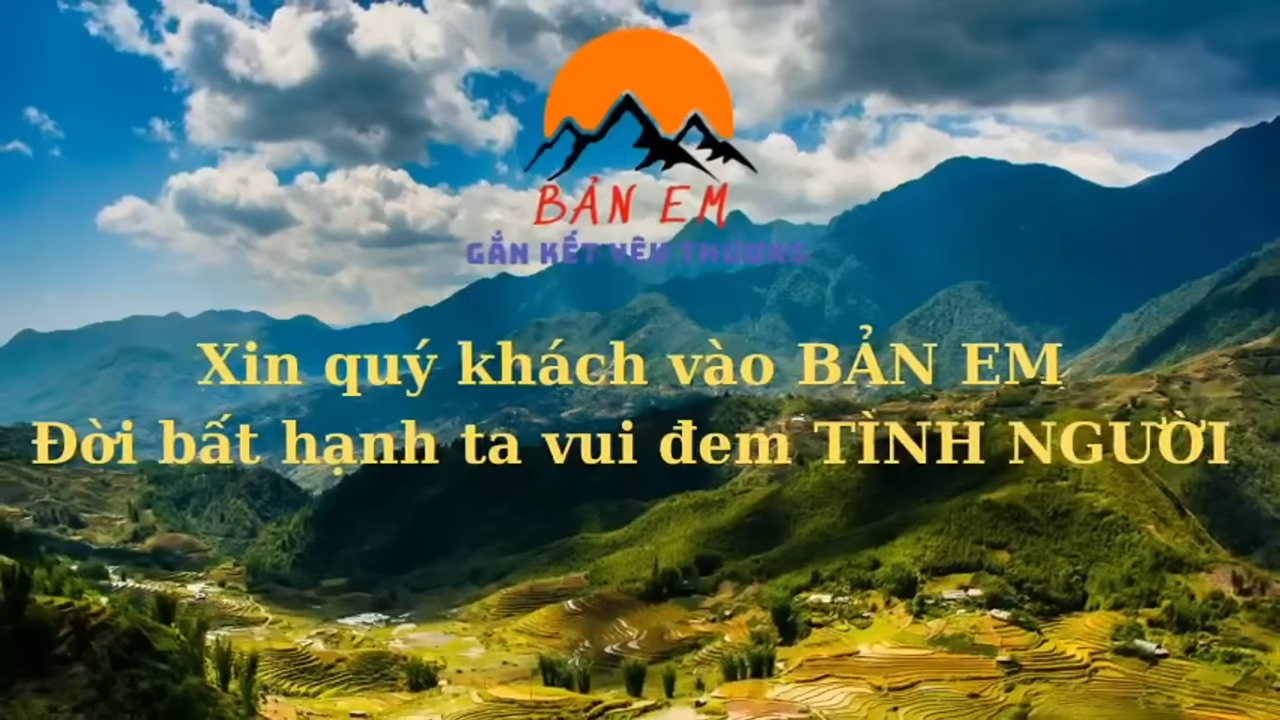 BẢN EM
GẮN KẾT YÊU THƯƠNG
Xin quý khách vào BẢN EM
Đời bất hạnh ta vui đem TÌNH NGƯỜI